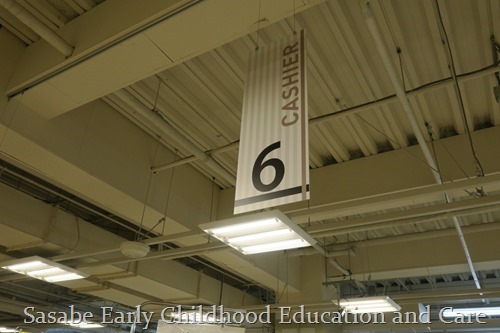 CASHIER
6
Sasabe Early Childhood Education and Care